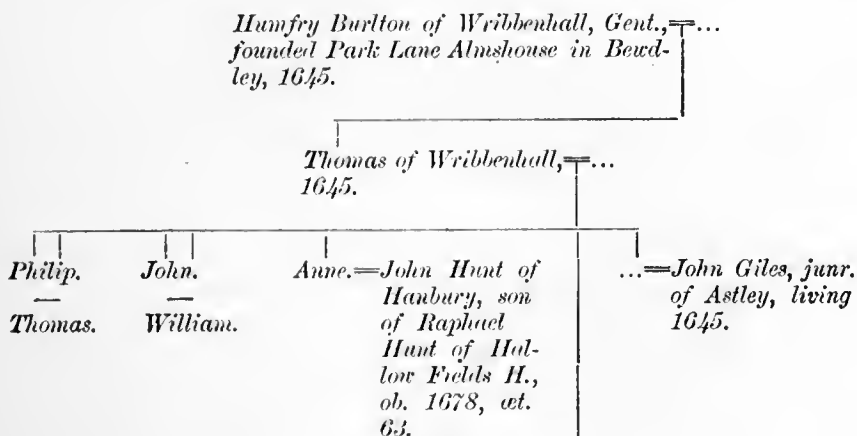 Humfry Burlton of Wribbenhall, Gent.,=...
founded Park Lane Almshouse in Bewd-
ley, 1645.
Thomas of Wribbenhall,=...
1645.
Philip.
Thomas.
John.
William.
Anne.=John Hunt of
Hanbury, son
of Raphael
Hunt of Hal-
low Fields H.,
ob. 1678, æt.
63.
...=John Giles, junr.
of Astley, living
1645.